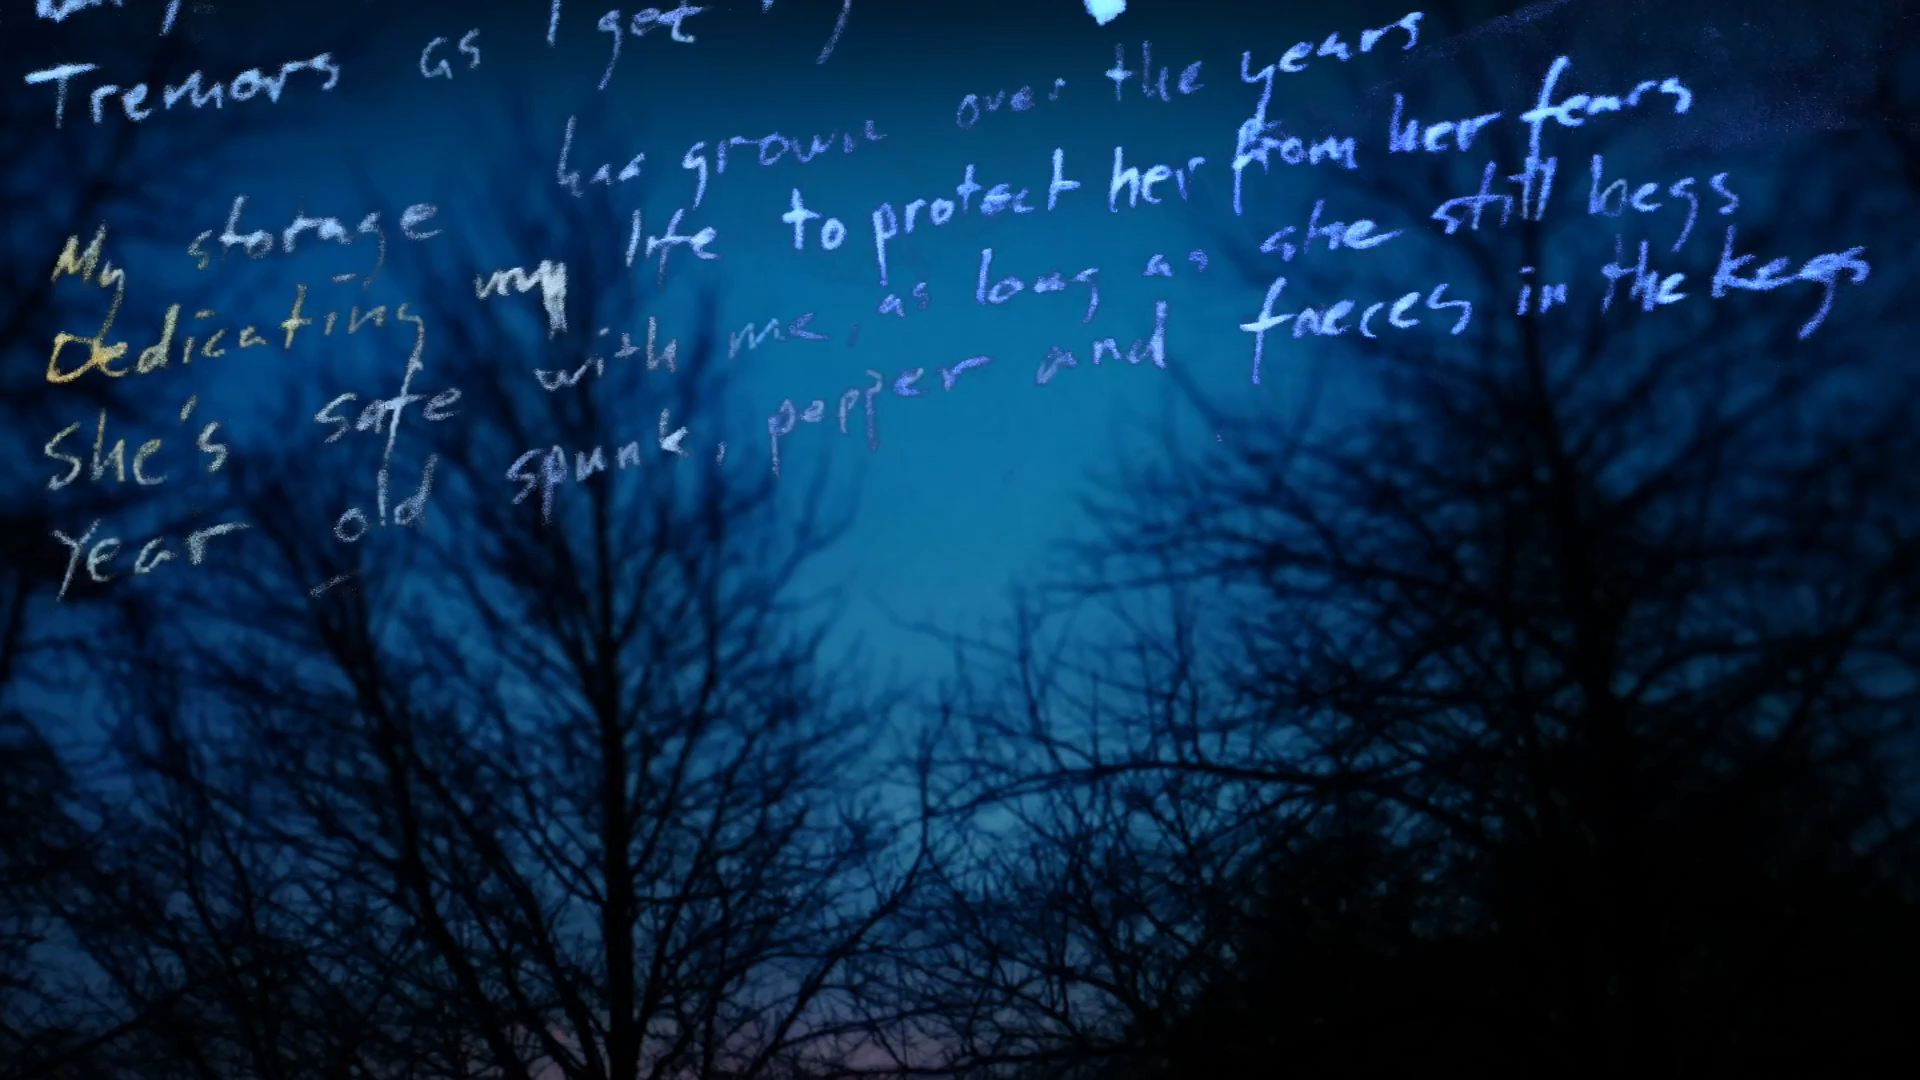 Tremors as I get
My storage has grown over the years
Dedicating my life to protect her from her fears
She's safe with me, as long as she still begs
Year old spunk, pepper and faeces in the kegs